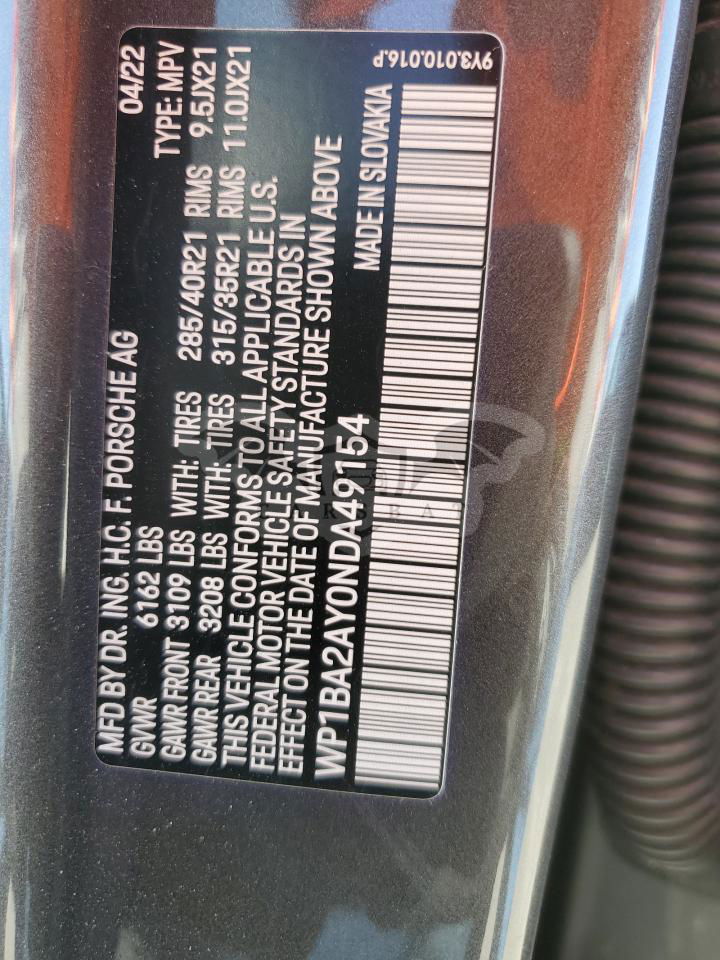 MFD BY DR. ING. H.C. F. PORSCHE AG 04/22
GVWR 6162 LBS TYPE: MPV
GAWR FRONT 3109 LBS WITH: TIRES 285/40R21 RIMS 9.5JX21
GAWR REAR 3208 LBS WITH: TIRES 315/35R21 RIMS 11.0JX21
THIS VEHICLE CONFORMS TO ALL APPLICABLE U.S.
FEDERAL MOTOR VEHICLE SAFETY STANDARDS IN
EFFECT ON THE DATE OF MANUFACTURE SHOWN ABOVE
WP1BA2AY0NDA49154 MADE IN SLOVAKIA
9Y3.010.016.P